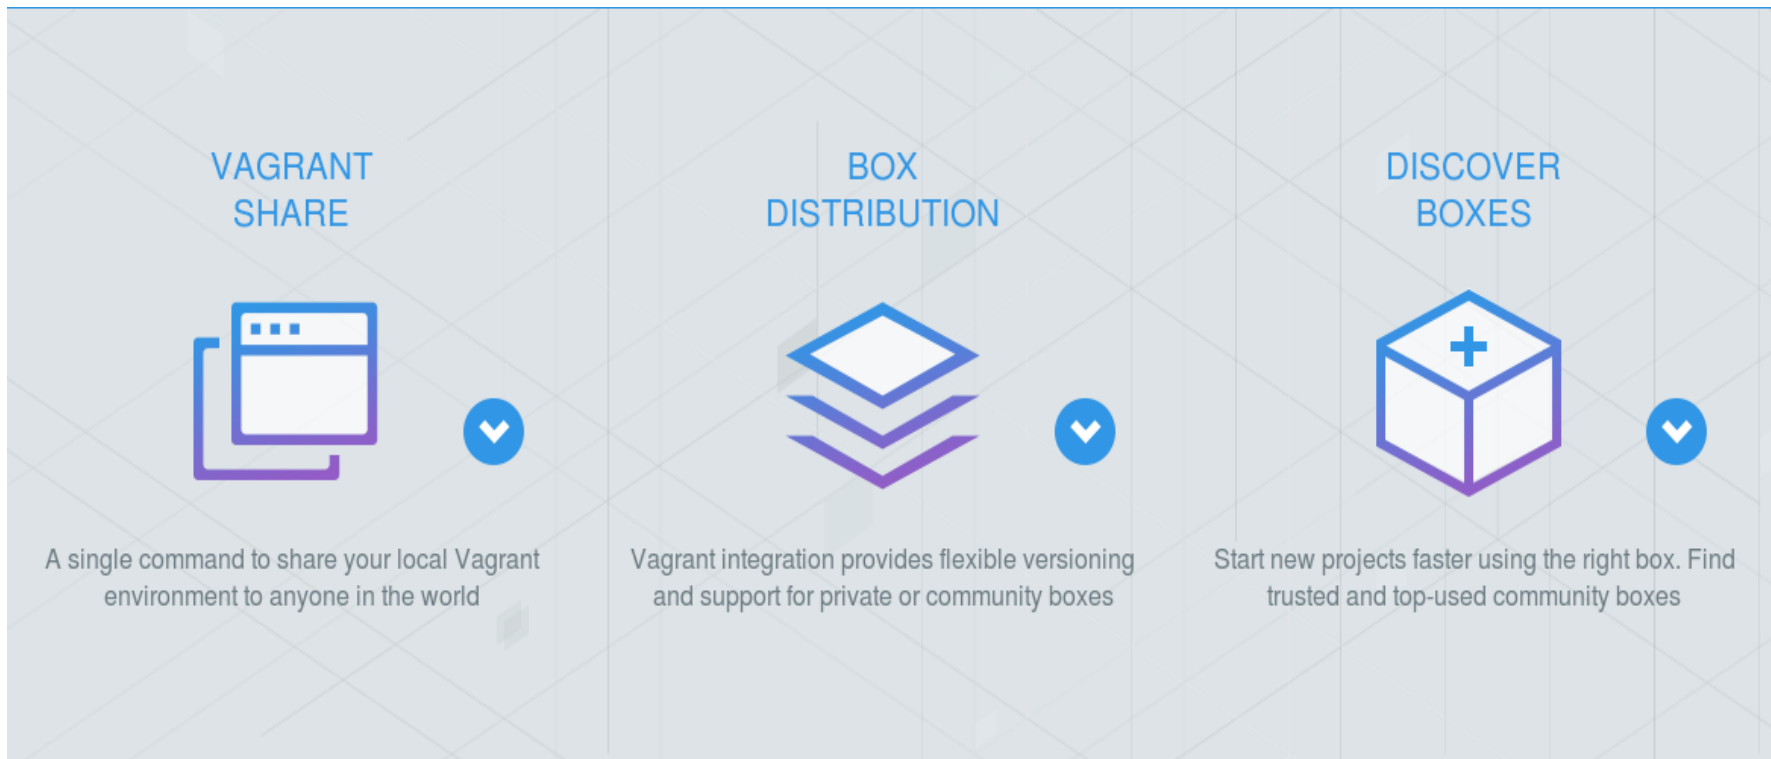 VAGRANT
SHARE
A single command to share your local Vagrant
environment to anyone in the world
BOX
DISTRIBUTION
Vagrant integration provides flexible versioning
and support for private or community boxes
DISCOVER
BOXES
Start new projects faster using the right box. Find
trusted and top-used community boxes